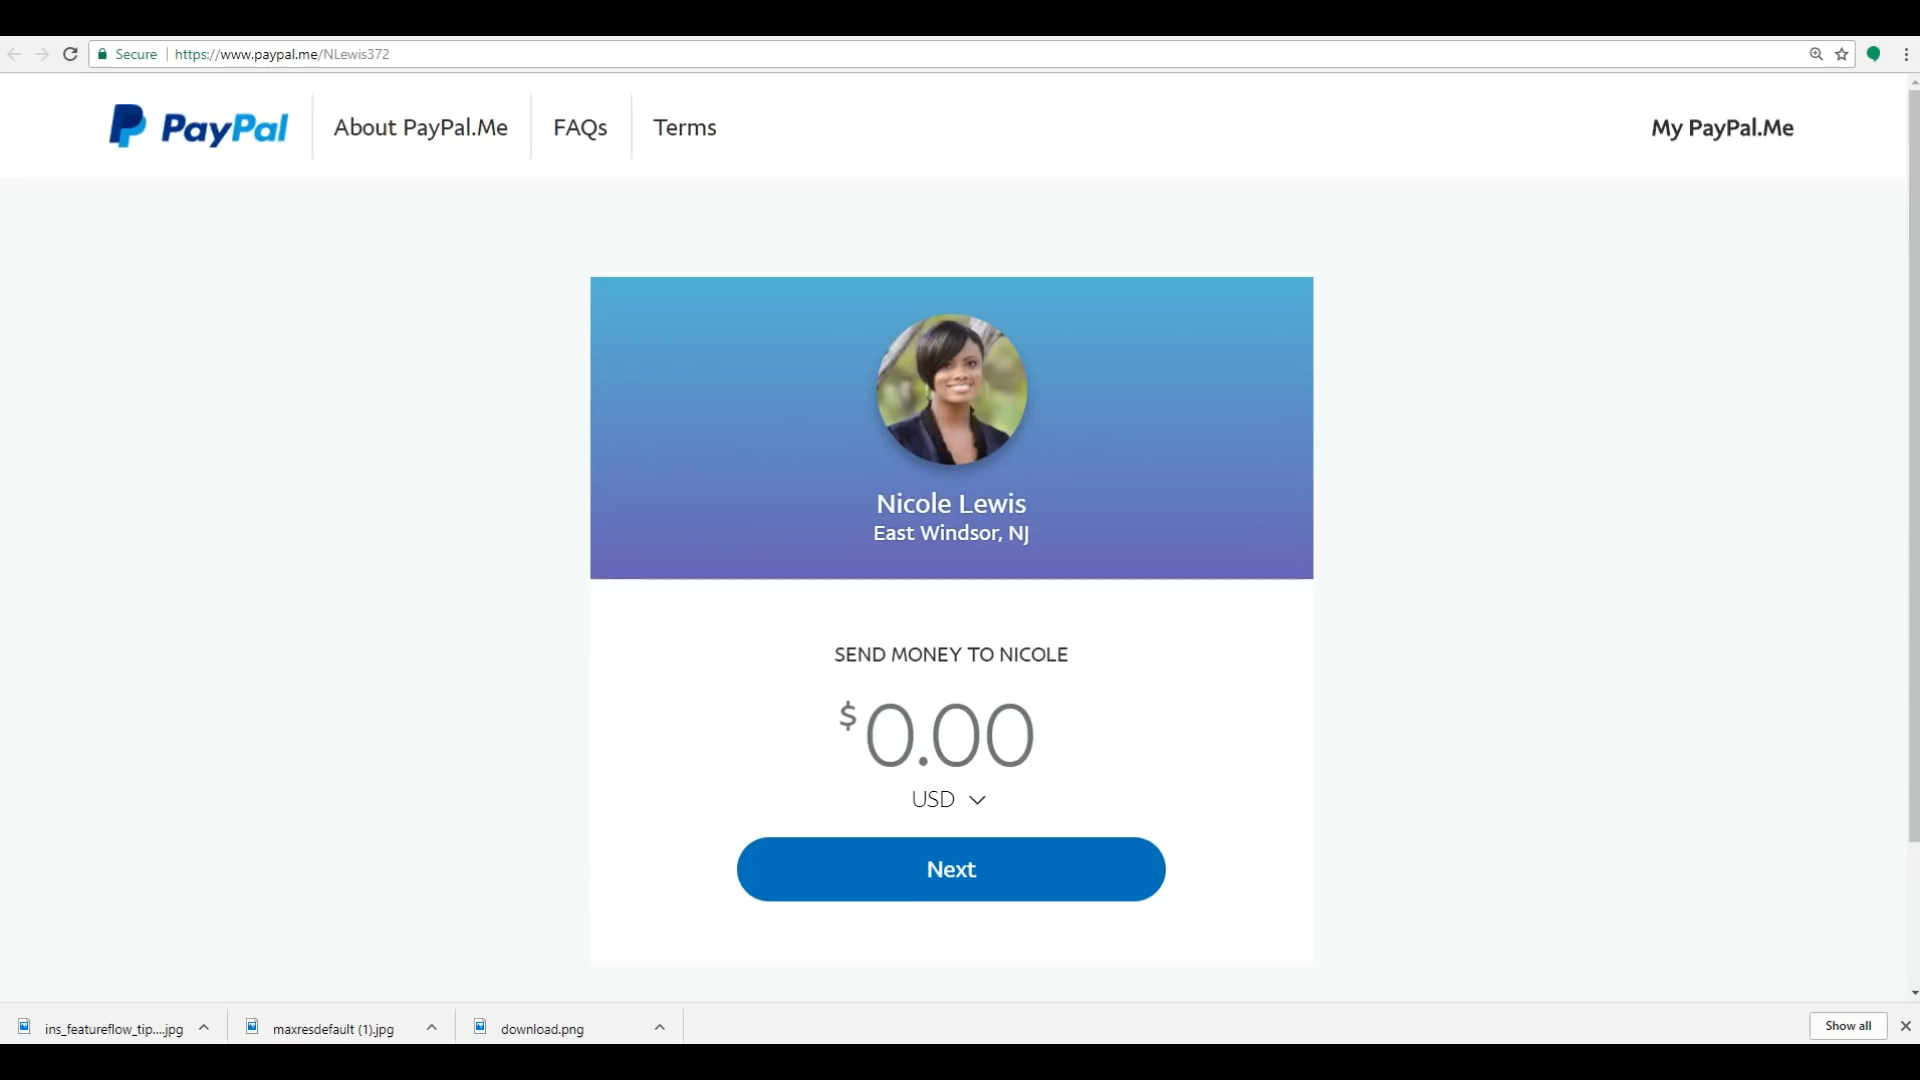 Secure https://www.paypal.me/NLewis372
PayPal About PayPal.Me FAQs Terms My PayPal.Me
Nicole Lewis
East Windsor, NJ
SEND MONEY TO NICOLE
$0.00
USD
Next
ins_featureflow_tip....jpg maxresdefault (1).jpg download.png Show all